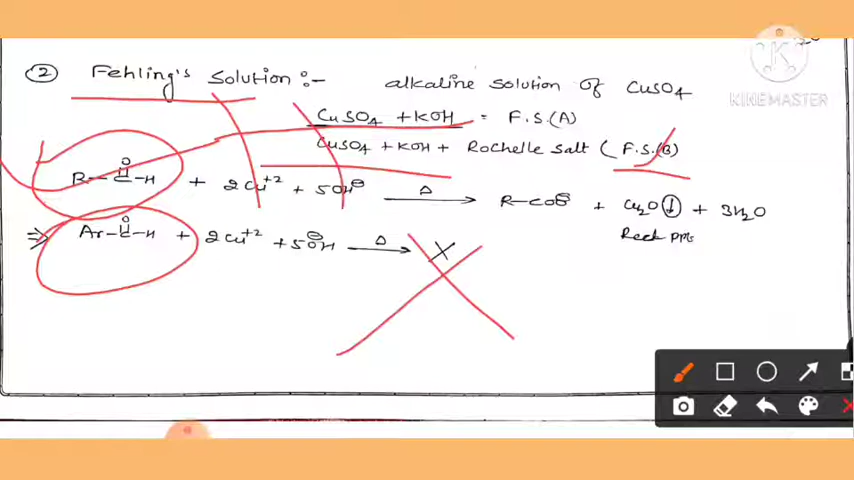 ② Fehling's Solution :- alkaline solution of CuSO4
KINEMASTER
CuSO4 + KOH = F.S.(A)
CuSO4 + KOH + Rochelle salt (F.S.(B)
R-C-H + 2Cu+2 + 5OH⊖ Δ R-COO⊖ + Cu2O↓ + 3H2O
O
Red ppt
⇒ Ar-C-H + 2Cu+2 + 5OH⊖ Δ X
O